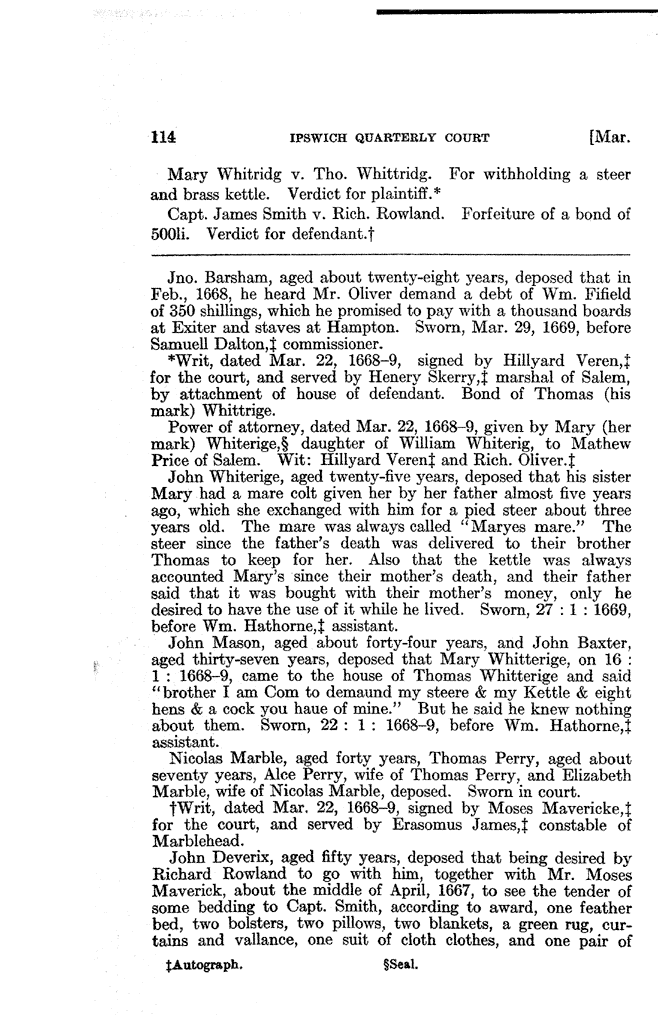 114 IPSWICH QUARTERLY COURT [Mar.
Mary Whitridg v. Tho. Whittridg. For withholding a steer
and brass kettle. Verdict for plaintiff.*
Capt. James Smith v. Rich. Rowland. Forfeiture of a bond of
500li. Verdict for defendant.†
Jno. Barsham, aged about twenty-eight years, deposed that in
Feb., 1668, he heard Mr. Oliver demand a debt of Wm. Fifield
of 350 shillings, which he promised to pay with a thousand boards
at Exiter and staves at Hampton. Sworn, Mar. 29, 1669, before
Samuell Dalton,‡ commissioner.
*Writ, dated Mar. 22, 1668–9, signed by Hillyard Veren,‡
for the court, and served by Henery Skerry,‡ marshal of Salem,
by attachment of house of defendant. Bond of Thomas (his
mark) Whittrige.
Power of attorney, dated Mar. 22, 1668–9, given by Mary (her
mark) Whiterige,§ daughter of William Whiterig, to Mathew
Price of Salem. Wit: Hillyard Veren‡ and Rich. Oliver.‡
John Whiterige, aged twenty-five years, deposed that his sister
Mary had a mare colt given her by her father almost five years
ago, which she exchanged with him for a pied steer about three
years old. The mare was always called "Maryes mare." The
steer since the father's death was delivered to their brother
Thomas to keep for her. Also that the kettle was always
accounted Mary's since their mother's death, and their father
said that it was bought with their mother's money, only he
desired to have the use of it while he lived. Sworn, 27 : 1 : 1669,
before Wm. Hathorne,‡ assistant.
John Mason, aged about forty-four years, and John Baxter,
aged thirty-seven years, deposed that Mary Whitterige, on 16 :
1 : 1668–9, came to the house of Thomas Whitterige and said
"brother I am Com to demaund my steere & my Kettle & eight
hens & a cock you haue of mine." But he said he knew nothing
about them. Sworn, 22 : 1 : 1668–9, before Wm. Hathorne,‡
assistant.
Nicolas Marble, aged forty years, Thomas Perry, aged about
seventy years, Alce Perry, wife of Thomas Perry, and Elizabeth
Marble, wife of Nicolas Marble, deposed. Sworn in court.
†Writ, dated Mar. 22, 1668–9, signed by Moses Mavericke,‡
for the court, and served by Erasomus James,‡ constable of
Marblehead.
John Deverix, aged fifty years, deposed that being desired by
Richard Rowland to go with him, together with Mr. Moses
Maverick, about the middle of April, 1667, to see the tender of
some bedding to Capt. Smith, according to award, one feather
bed, two bolsters, two pillows, two blankets, a green rug, cur-
tains and vallance, one suit of cloth clothes, and one pair of
‡Autograph. §Seal.